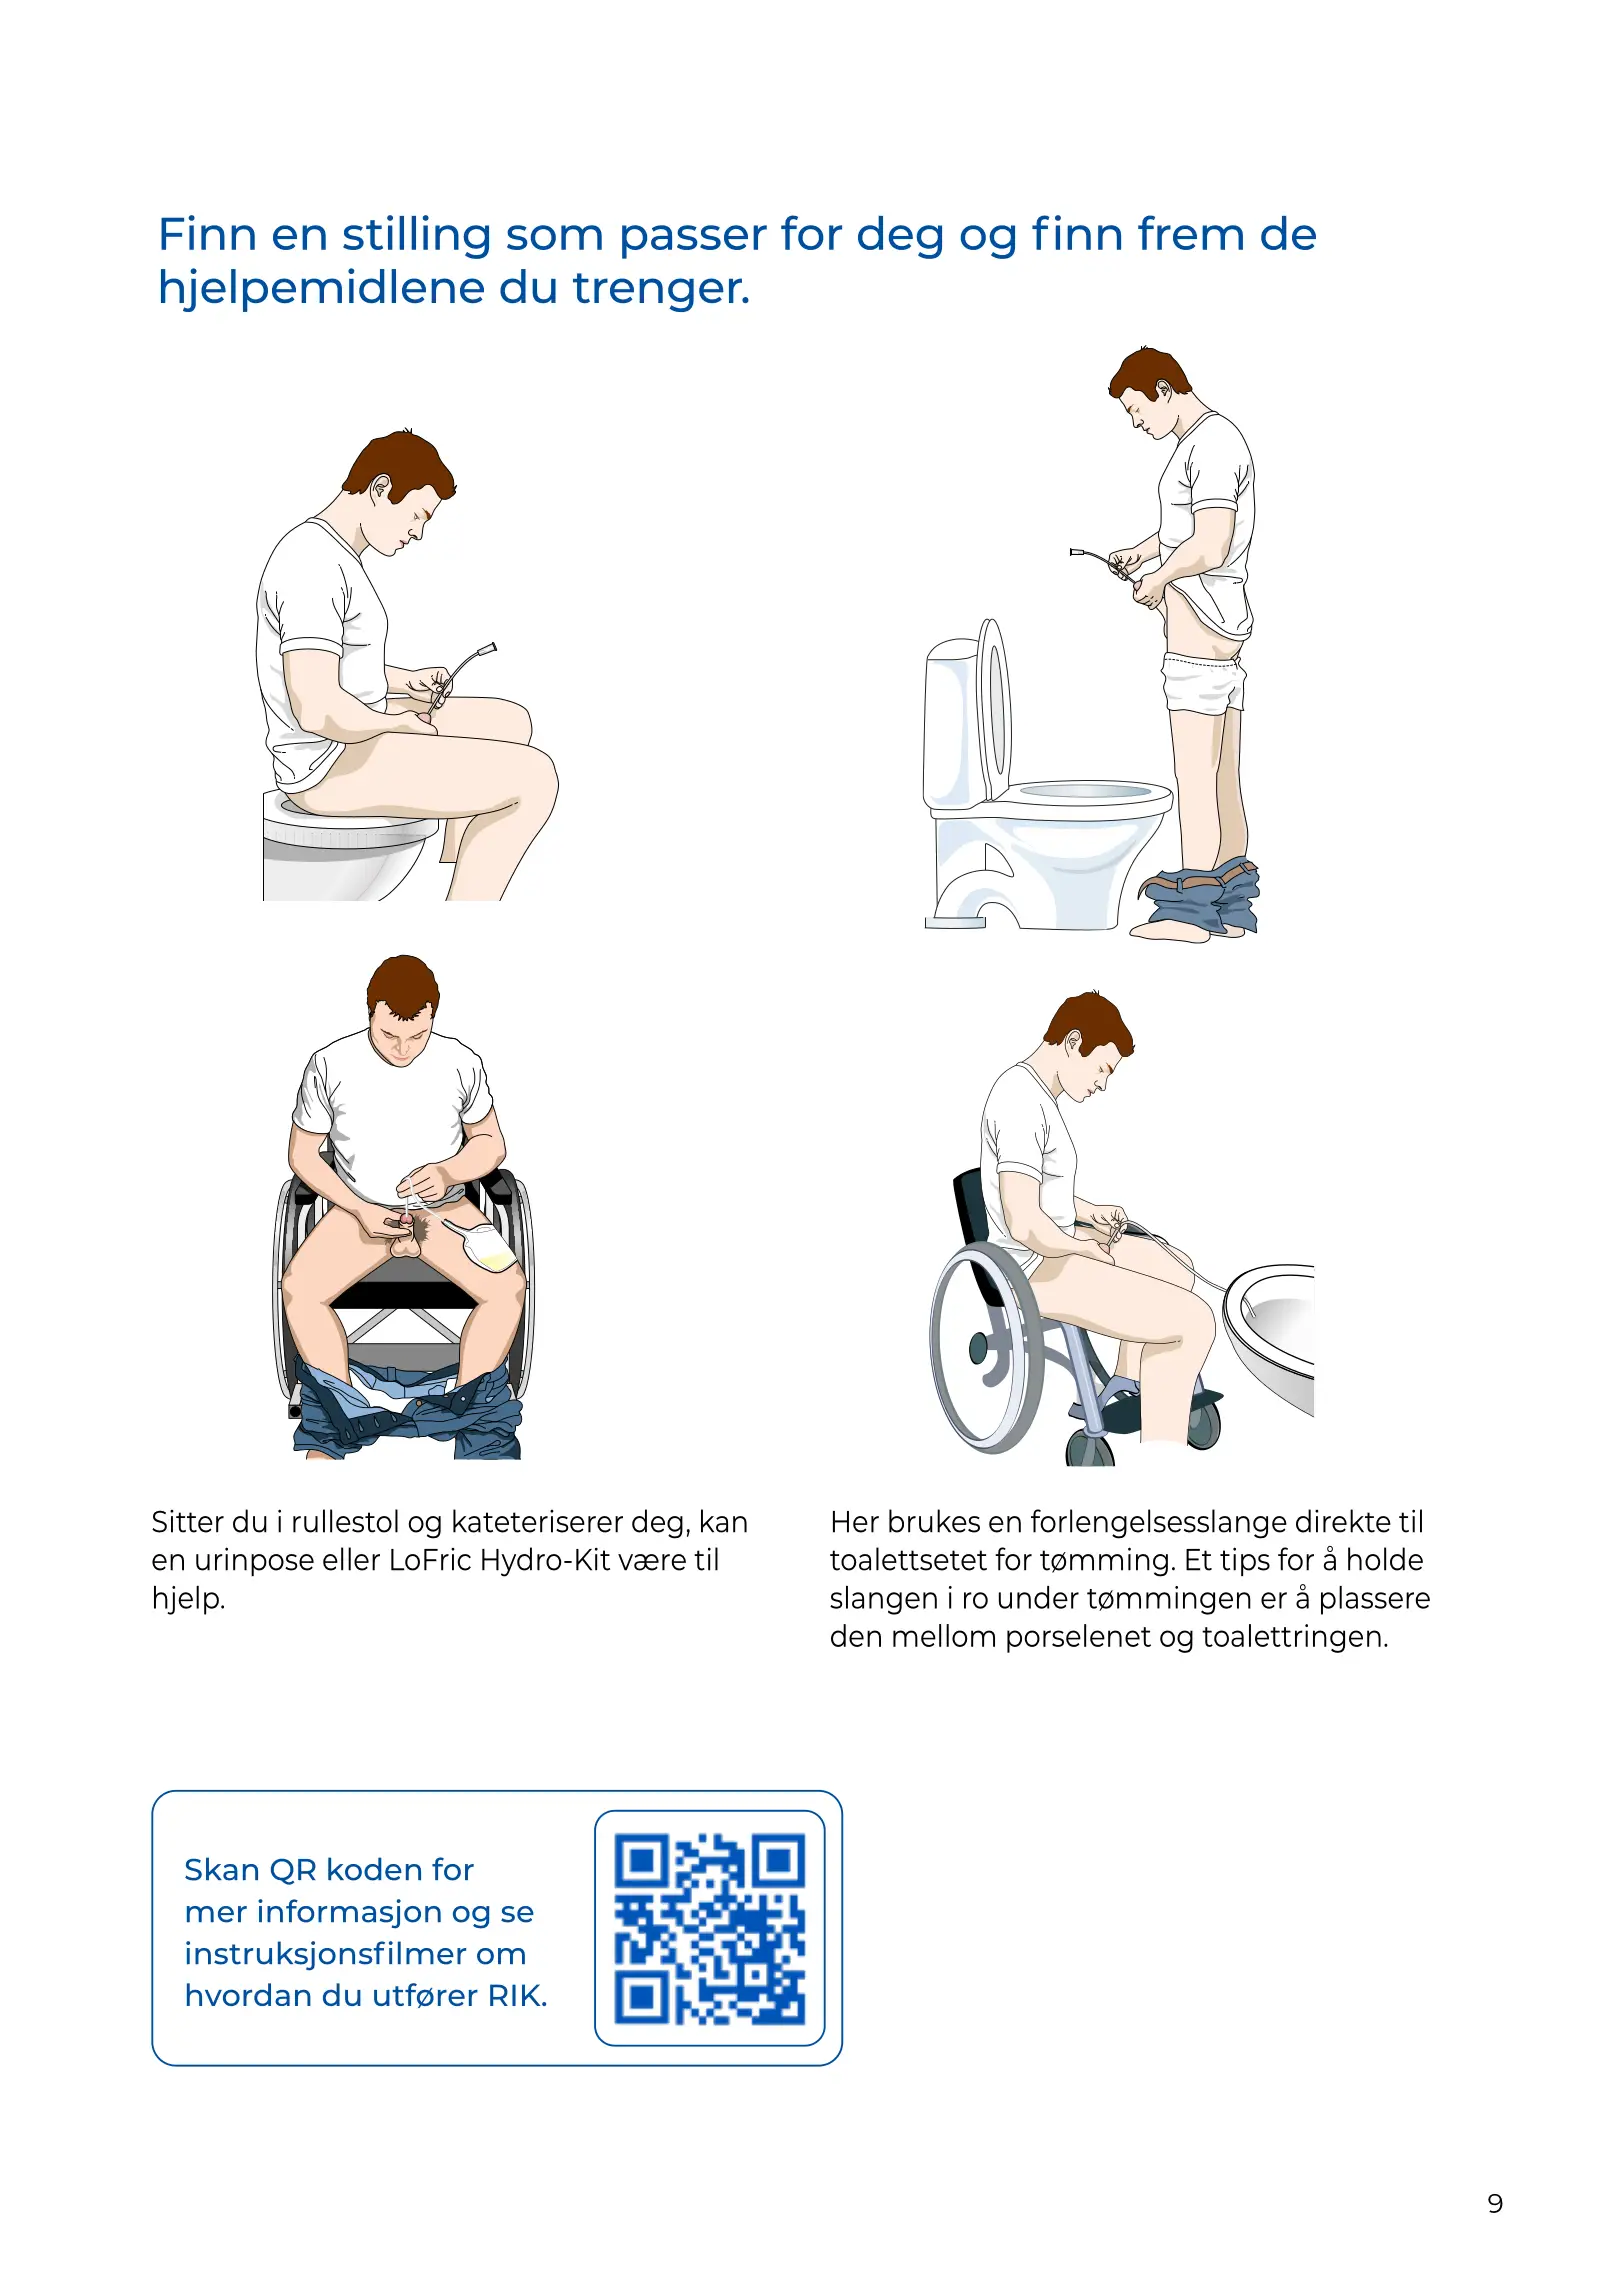 Finn en stilling som passer for deg og finn frem de
hjelpemidlene du trenger.
Sitter du i rullestol og kateteriserer deg, kan
en urinpose eller LoFric Hydro-Kit være til
hjelp.
Her brukes en forlengelsesslange direkte til
toalettsetet for tømming. Et tips for å holde
slangen i ro under tømmingen er å plassere
den mellom porselenet og toalettringen.
Skan QR koden for
mer informasjon og se
instruksjonsfilmer om
hvordan du utfører RIK.
9